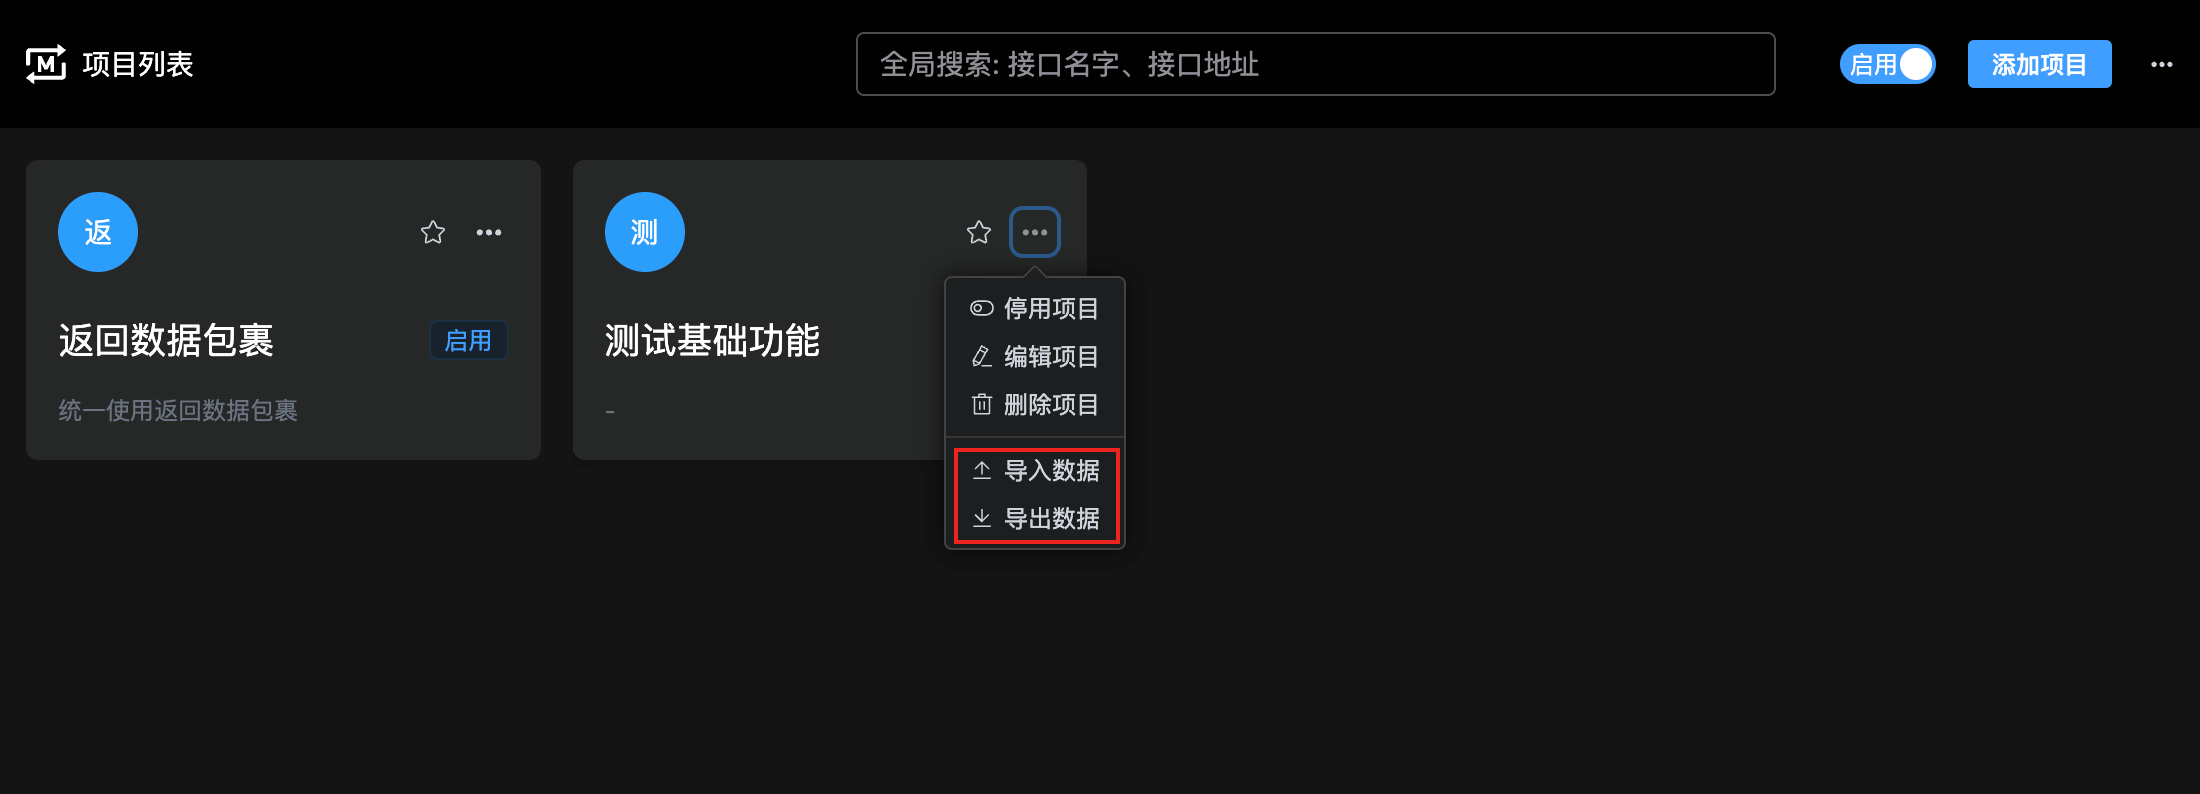 M 项目列表
全局搜索: 接口名字、接口地址
启用
添加项目
返
返回数据包裹
启用
统一使用返回数据包裹
测
测试基础功能
-
停用项目
编辑项目
删除项目
导入数据
导出数据